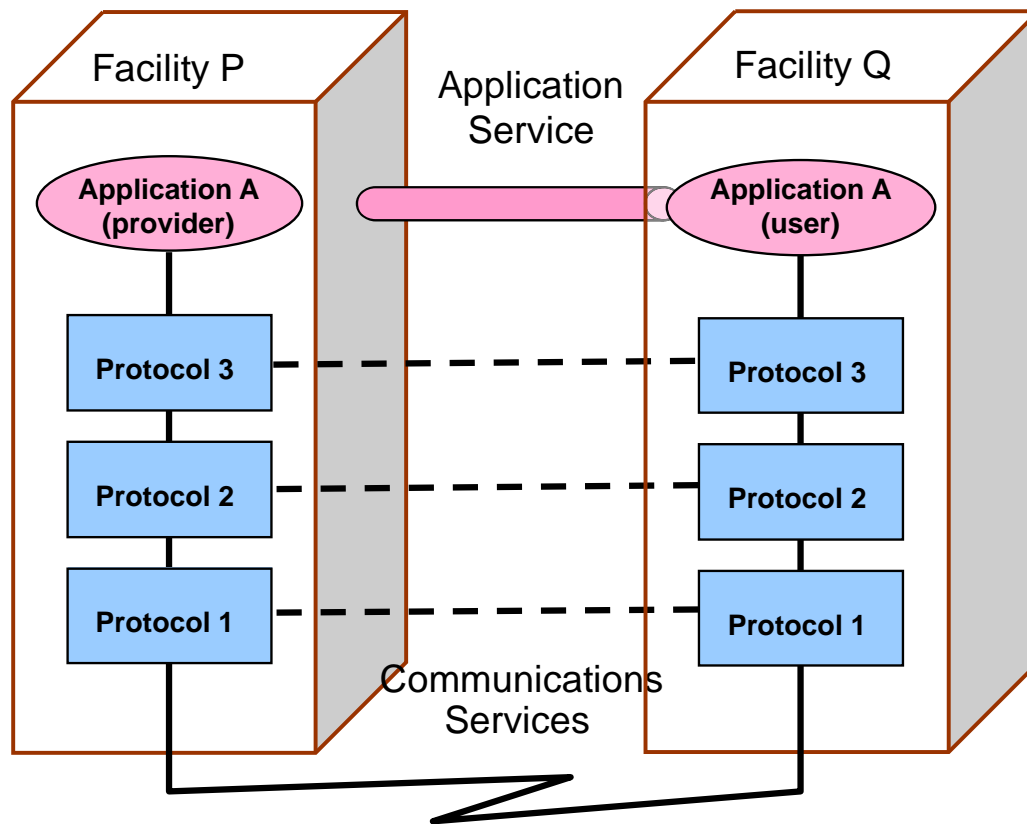 Facility P
Facility Q
Application
Service
Application A
(provider)
Application A
(user)
Protocol 3
Protocol 3
Protocol 2
Protocol 2
Protocol 1
Protocol 1
Communications
Services